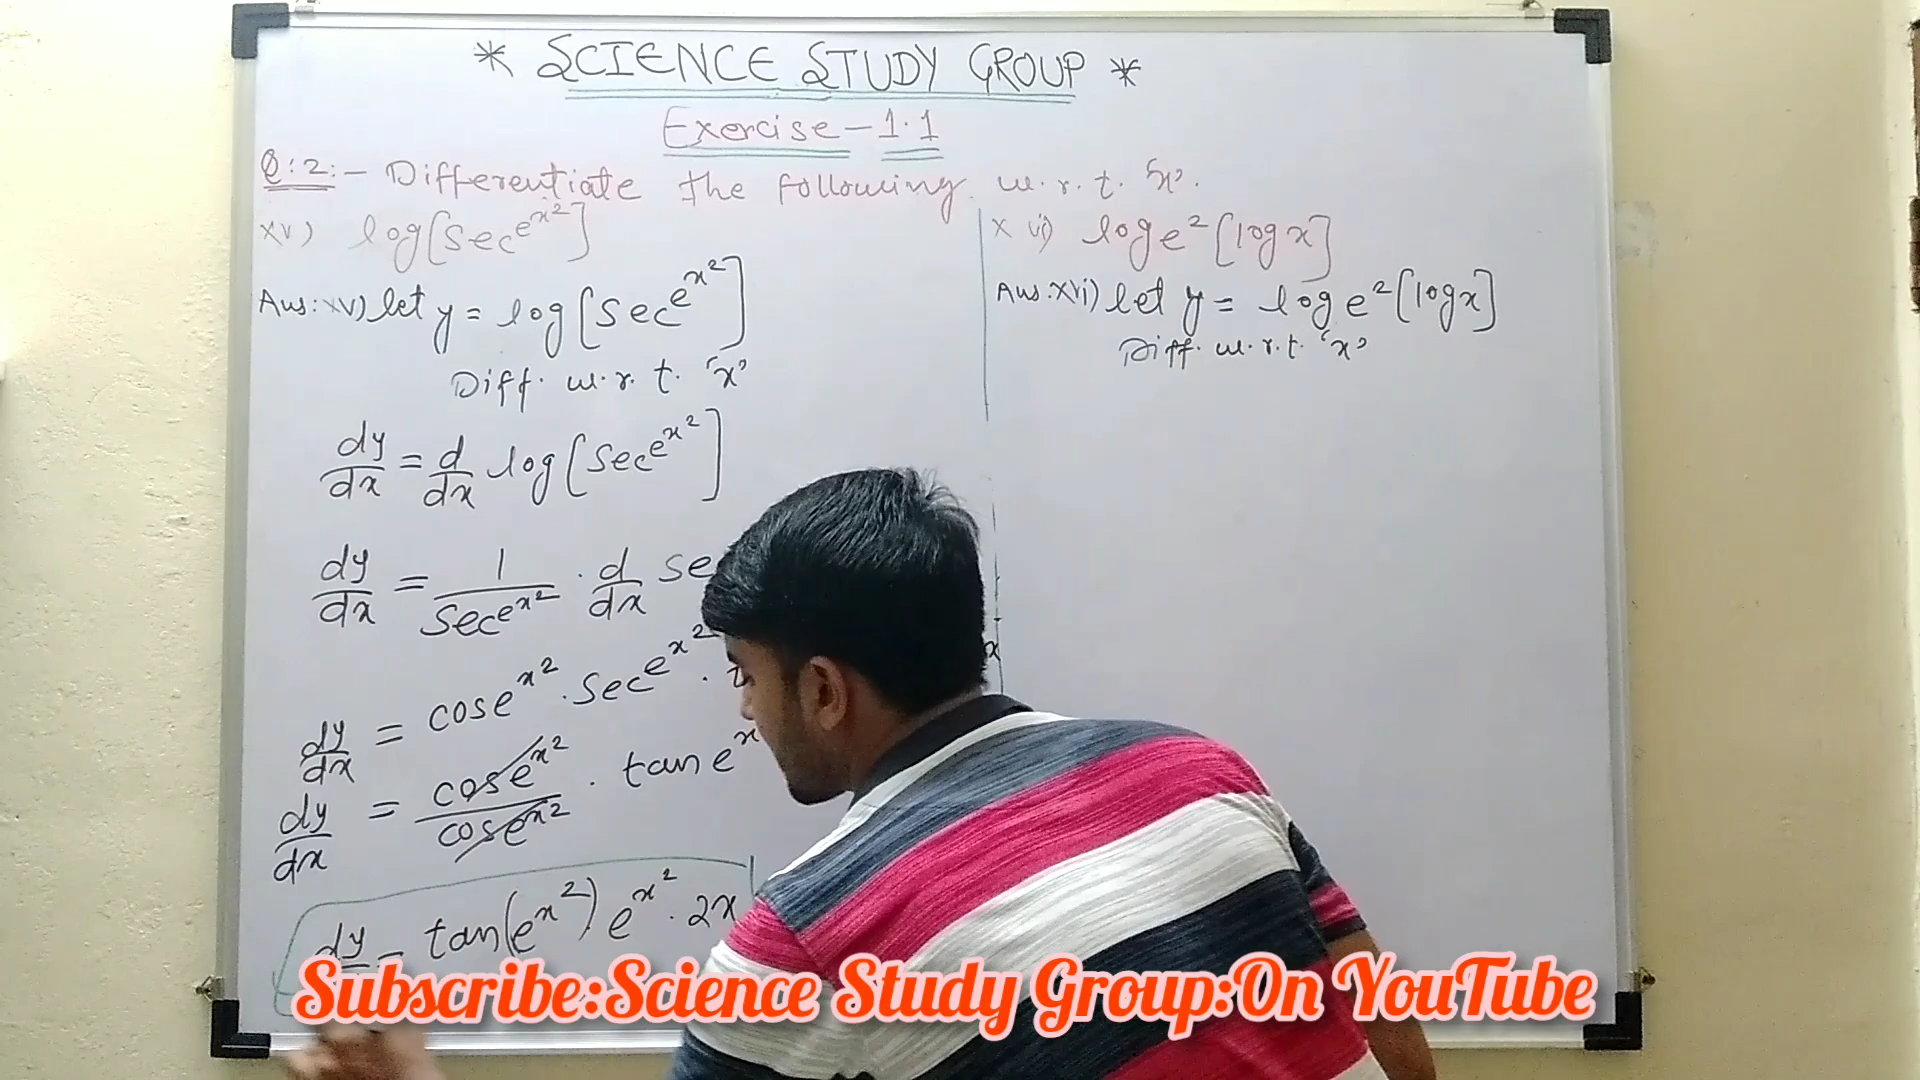 * SCIENCE STUDY GROUP *
Exercise-1.1
Q:2:- Differentiate the following w.r.t. 'x'.
xv) log[sec e^x²]
Ans:xv) let y = log[sec e^x²]
Diff. w.r.t. 'x'
dy/dx = d/dx log[sec e^x²]
dy/dx = 1/sec e^x² · d/dx se
dy/dx = cos e^x² · sec e^x² ·
dy/dx = cos e^x²/cos e^x² · tan e^x
dy = tan(e^x²) e^x² · 2x
xvi) log e²[log x]
Ans:xvi) let y = log e²[log x]
Diff. w.r.t. 'x'
x
Subscribe:Science Study Group:On YouTube